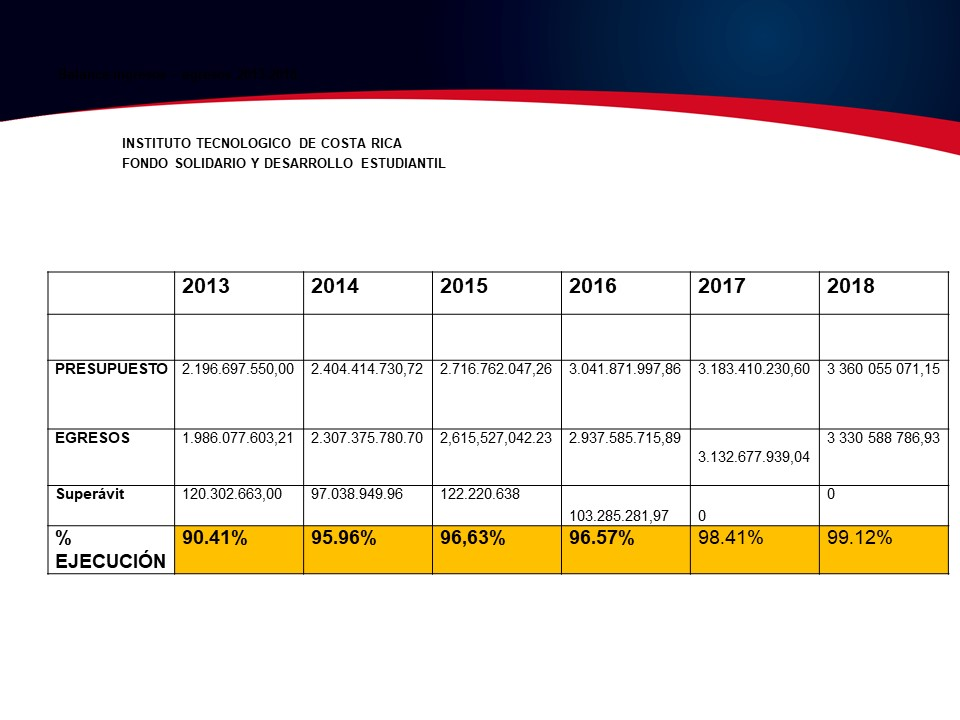 INSTITUTO TECNOLOGICO DE COSTA RICA
FONDO SOLIDARIO Y DESARROLLO ESTUDIANTIL
2013 2014 2015 2016 2017 2018
PRESUPUESTO 2.196.697.550,00 2.404.414.730,72 2.716.762.047,26 3.041.871.997,86 3.183.410.230,60 3 360 055 071,15
EGRESOS 1.986.077.603,21 2.307.375.780.70 2,615,527,042.23 2.937.585.715,89 3.132.677.939,04 3 330 588 786,93
Superávit 120.302.663,00 97.038.949.96 122.220.638 103.285.281,97 0 0
% EJECUCIÓN 90.41% 95.96% 96,63% 96.57% 98.41% 99.12%